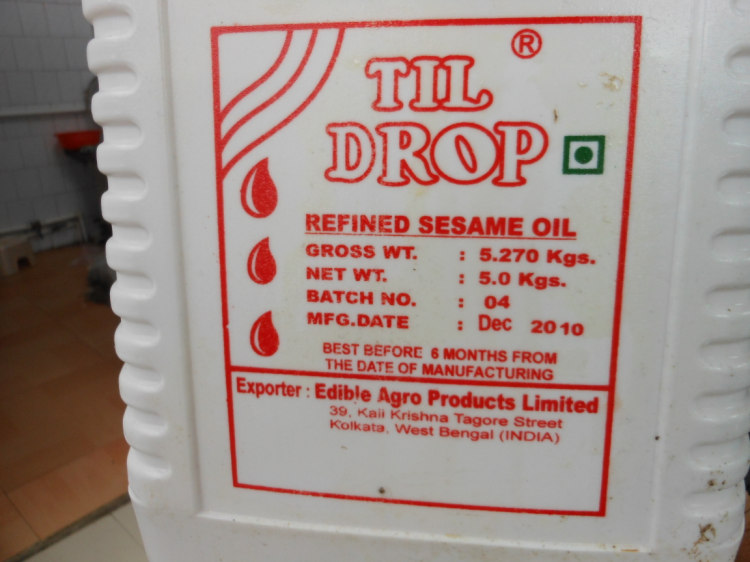 ®
TIL
DROP
REFINED SESAME OIL
GROSS WT. : 5.270 Kgs.
NET WT. : 5.0 Kgs.
BATCH NO. : 04
MFG.DATE : Dec 2010
BEST BEFORE 6 MONTHS FROM
THE DATE OF MANUFACTURING
Exporter : Edible Agro Products Limited
39, Kali Krishna Tagore Street
Kolkata, West Bengal (INDIA)